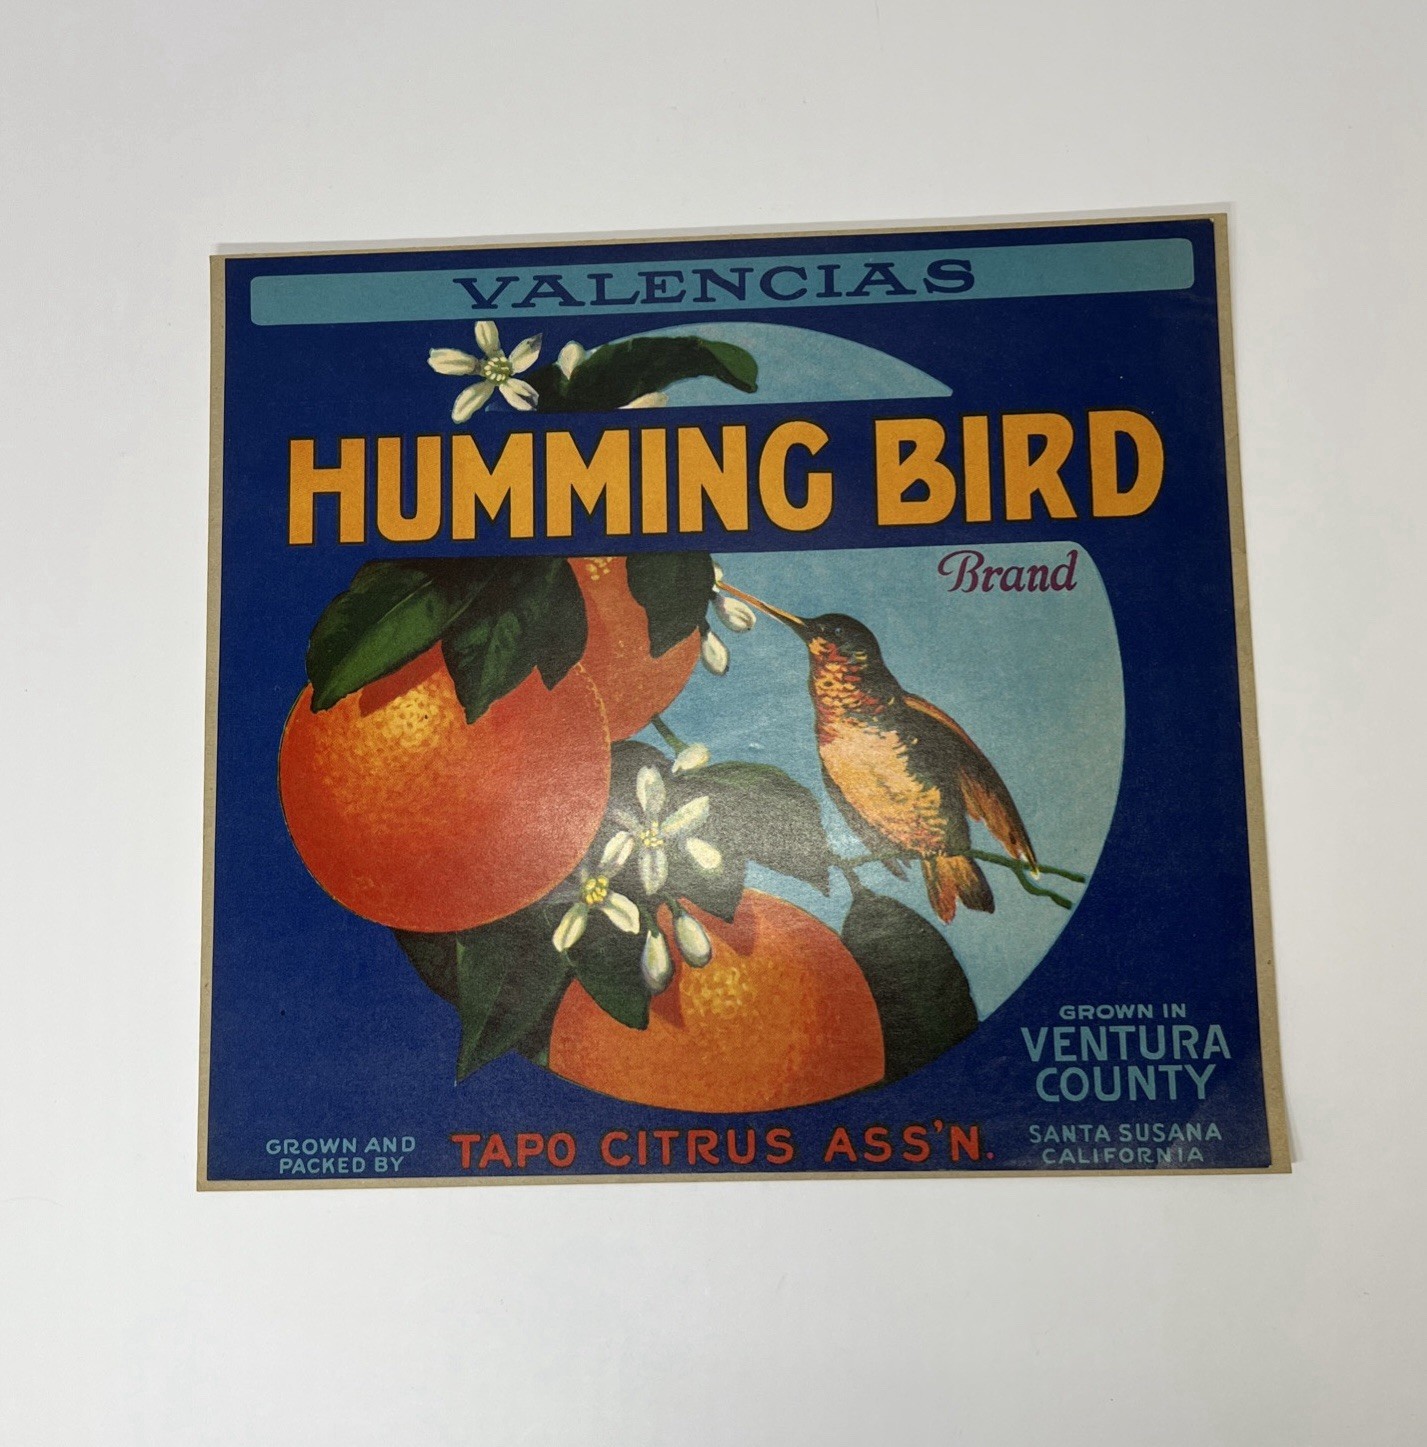 VALENCIAS
HUMMING BIRD
Brand
GROWN IN
VENTURA
COUNTY
GROWN AND
PACKED BY
TAPO CITRUS ASS'N.
SANTA SUSANA
CALIFORNIA